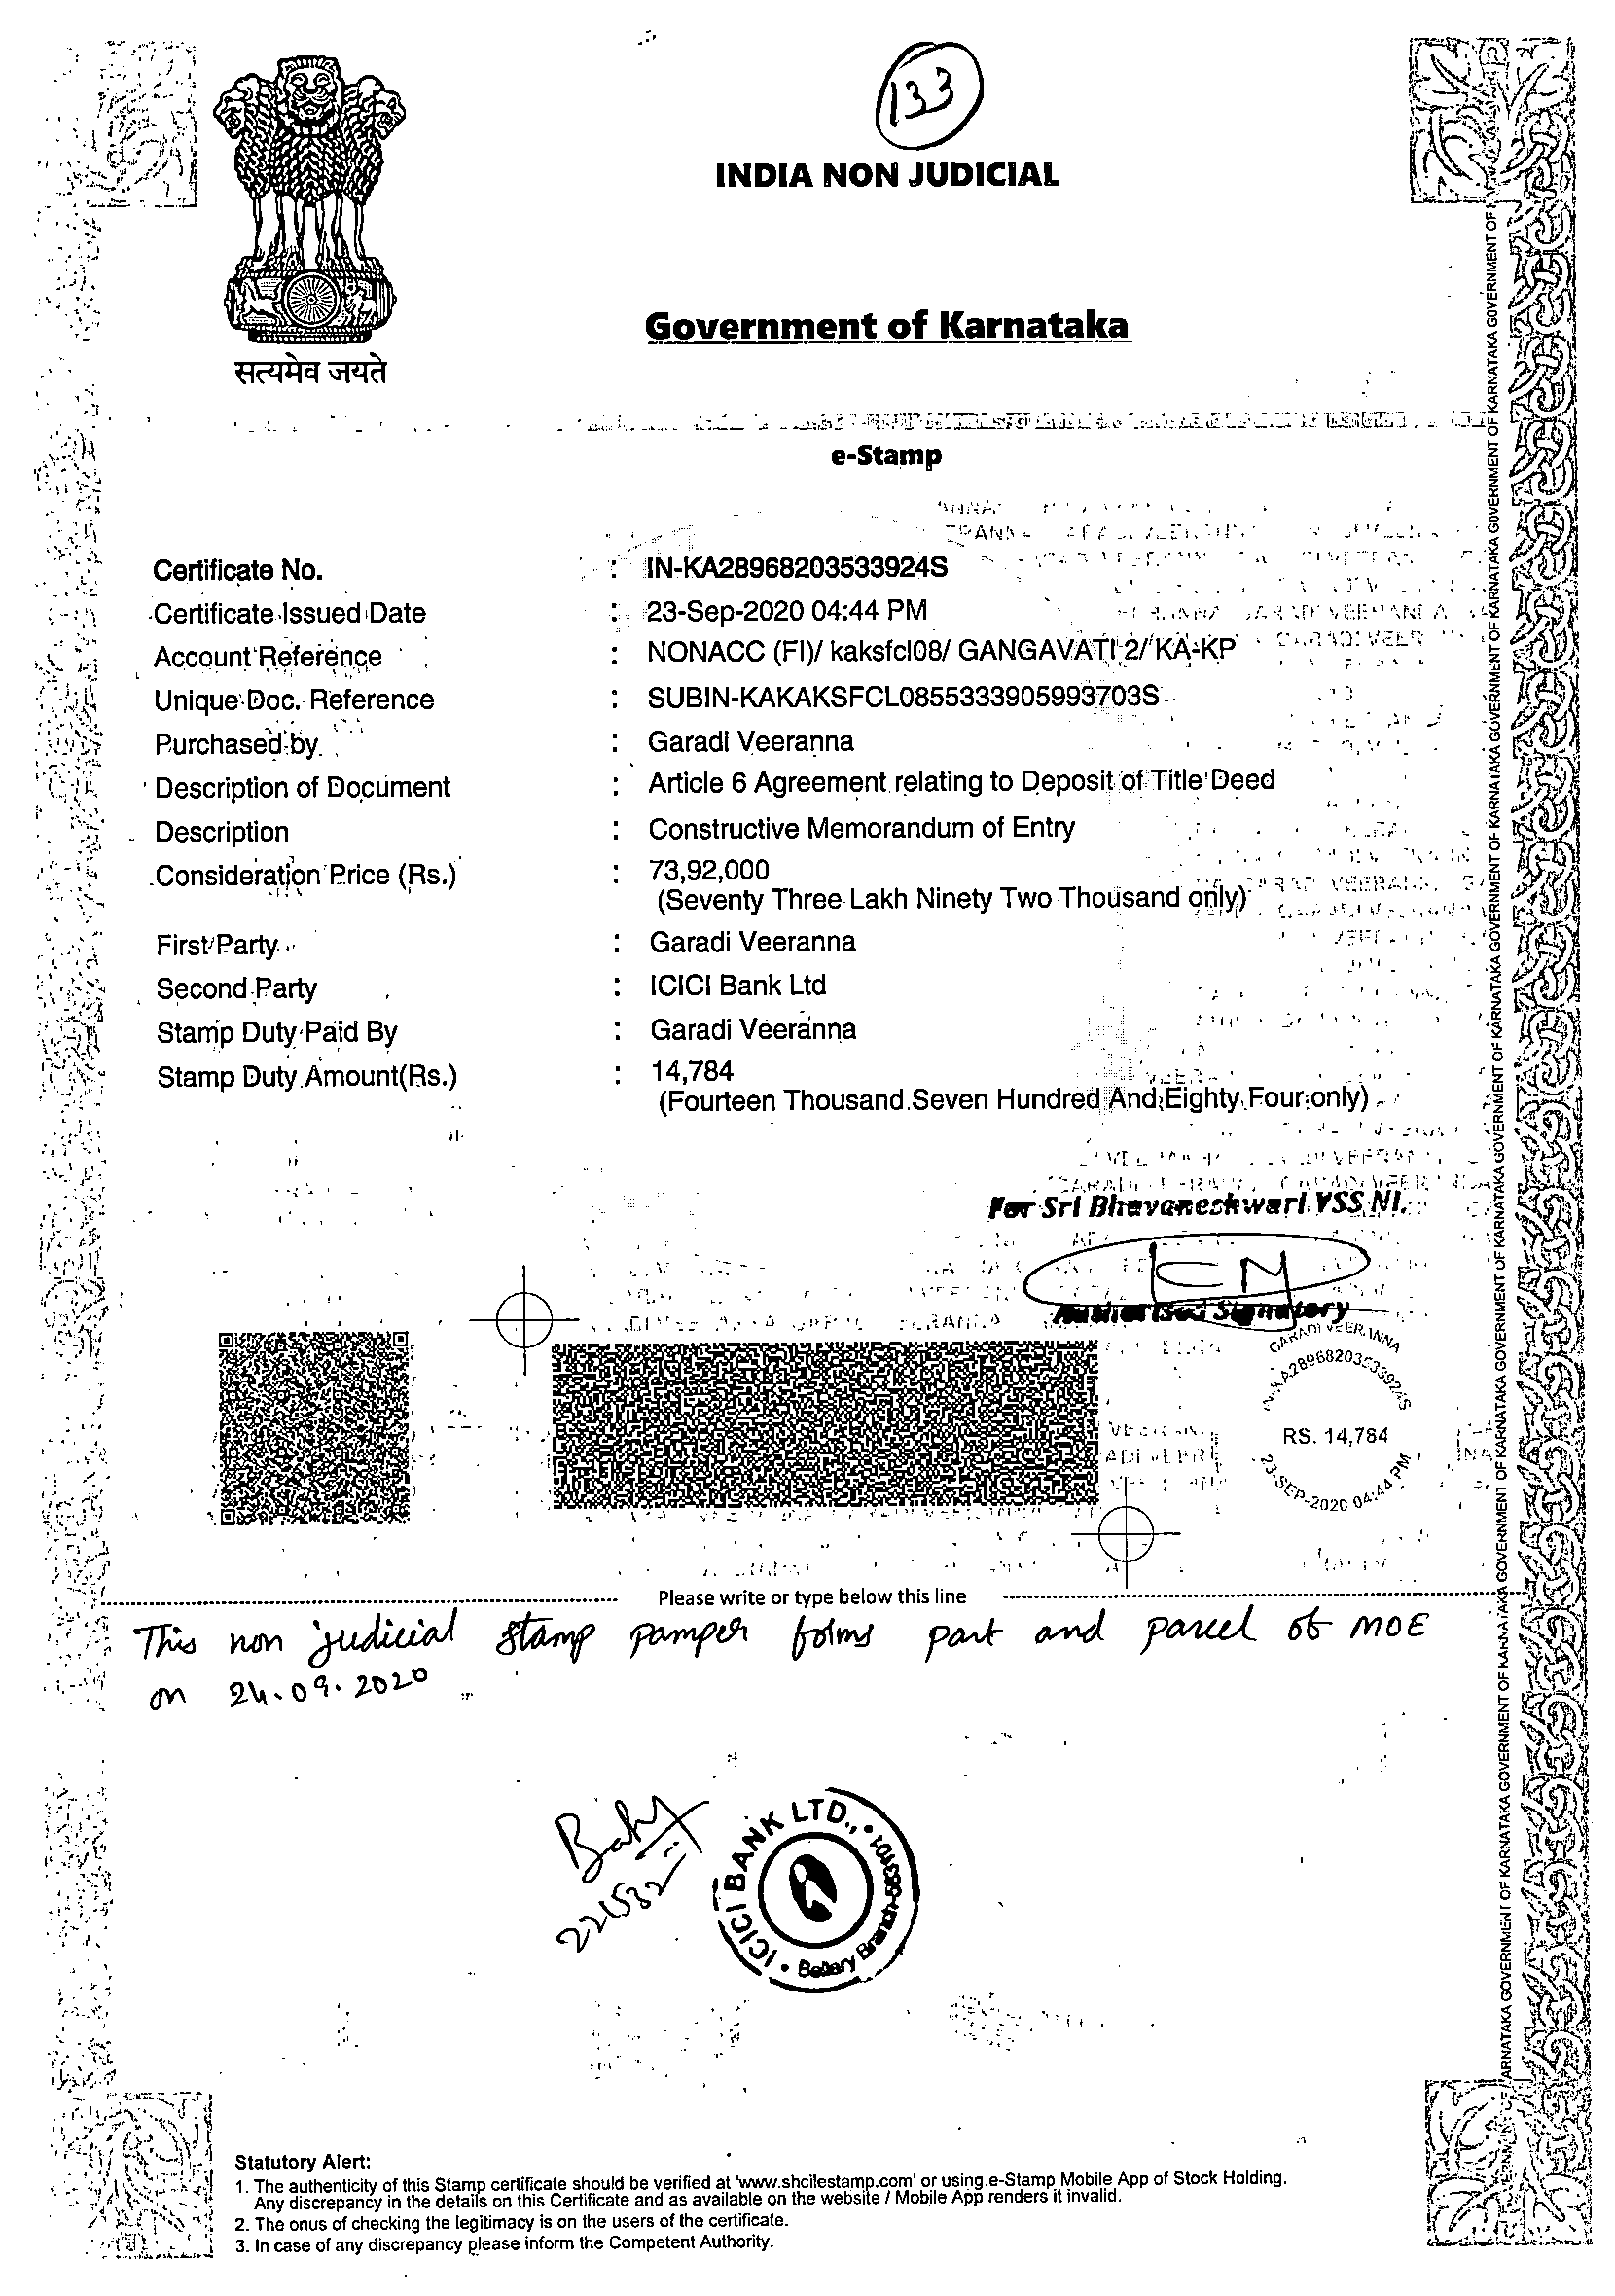 133
INDIA NON JUDICIAL
Government of Karnataka
सत्यमेव जयते
e-Stamp
Certificate No. : IN-KA28968203533924S
Certificate Issued Date : 23-Sep-2020 04:44 PM
Account Reference : NONACC (FI)/ kaksfcl08/ GANGAVATI 2/ KA-KP
Unique Doc. Reference : SUBIN-KAKAKSFCL0855333905993703S
Purchased by : Garadi Veeranna
Description of Document : Article 6 Agreement relating to Deposit of Title Deed
Description : Constructive Memorandum of Entry
Consideration Price (Rs.) : 73,92,000
(Seventy Three Lakh Ninety Two Thousand only)
First Party : Garadi Veeranna
Second Party : ICICI Bank Ltd
Stamp Duty Paid By : Garadi Veeranna
Stamp Duty Amount(Rs.) : 14,784
(Fourteen Thousand Seven Hundred And Eighty Four only)
For Sri Bhuvaneshwari VSS NI.
Authorised Signatory
GARADI VEERANNA
IN-KA28968203533924S
RS. 14,784
23-SEP-2020 04:44 PM
Please write or type below this line
This non judicial stamp pamper forms part and parcel of MOE
on 24.09.2020
221532
ICICI BANK LTD., • Bellary Branch-583101 •
Statutory Alert:
1. The authenticity of this Stamp certificate should be verified at 'www.shcilestamp.com' or using e-Stamp Mobile App of Stock Holding.
Any discrepancy in the details on this Certificate and as available on the website / Mobile App renders it invalid.
2. The onus of checking the legitimacy is on the users of the certificate.
3. In case of any discrepancy please inform the Competent Authority.
GOVERNMENT OF KARNATAKA GOVERNMENT OF KARNATAKA GOVERNMENT OF KARNATAKA